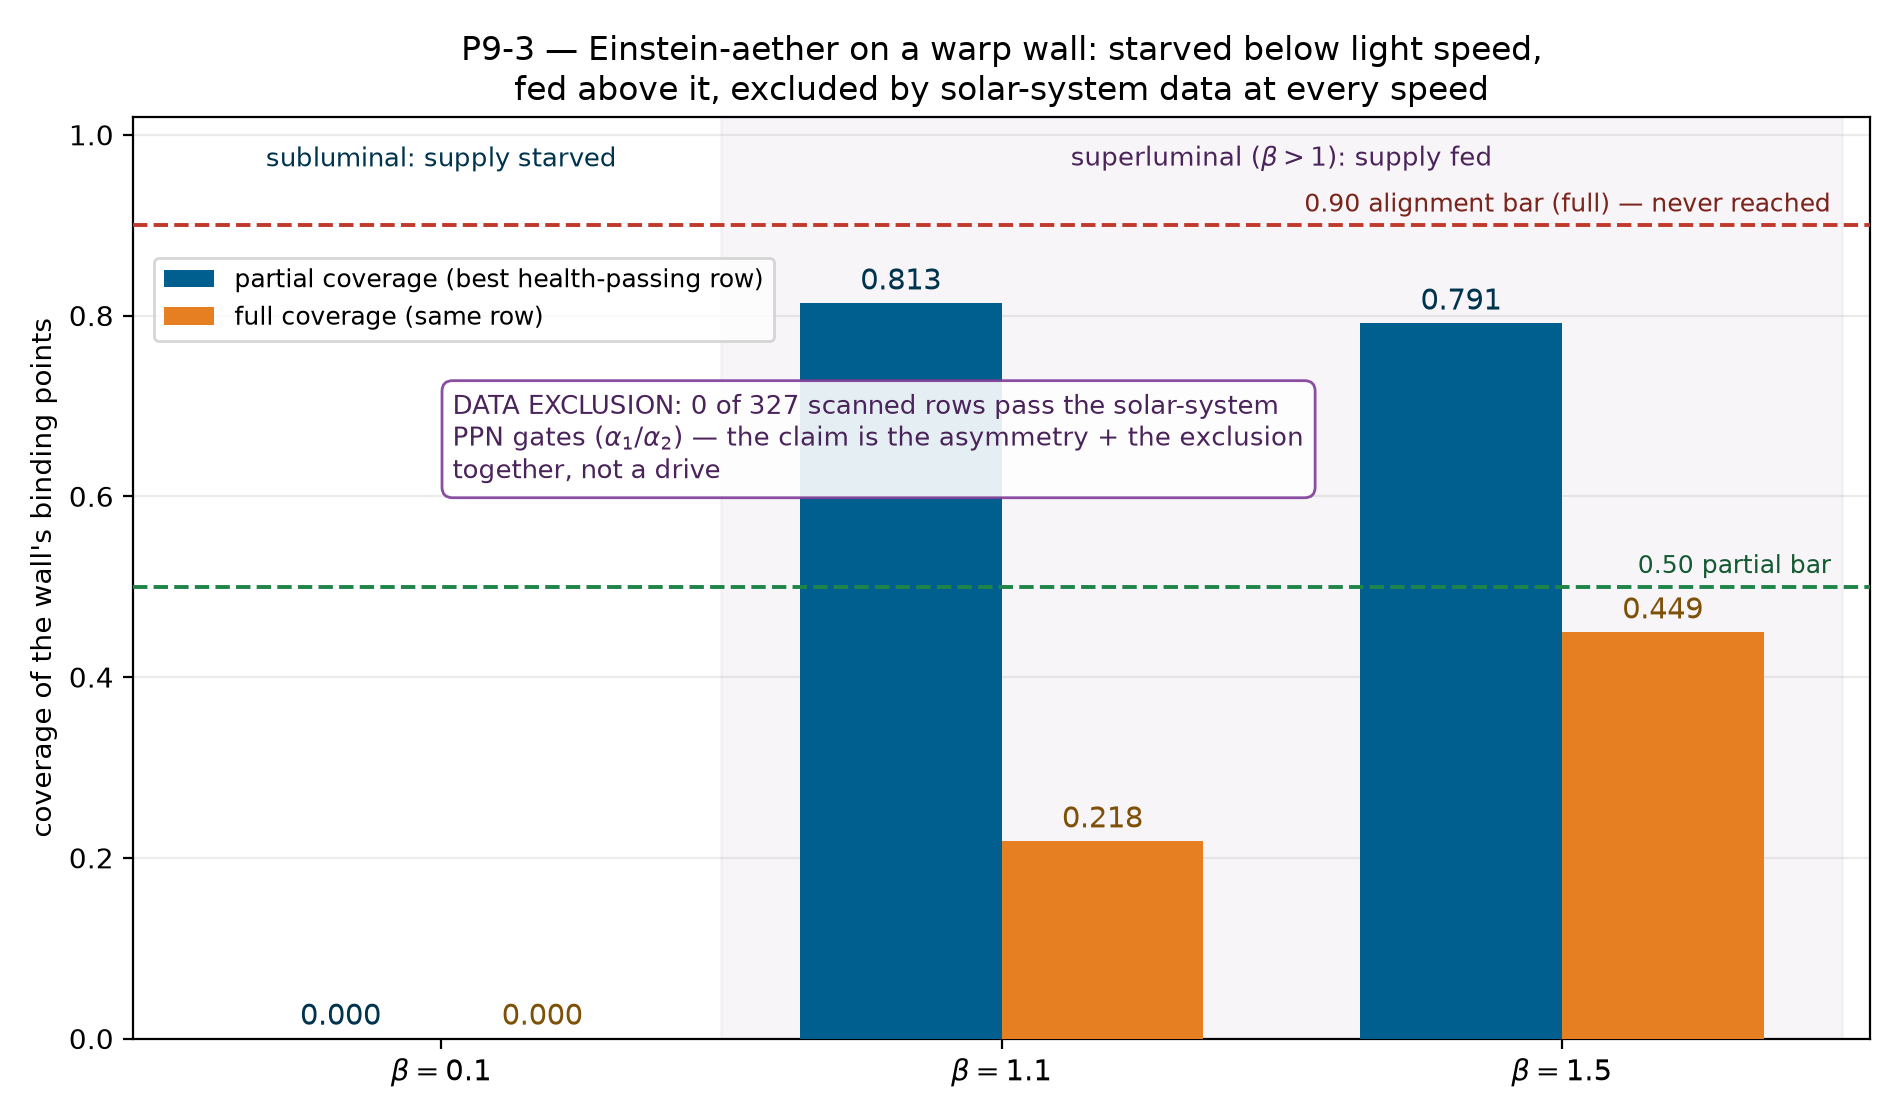 P9-3 — Einstein-aether on a warp wall: starved below light speed,
fed above it, excluded by solar-system data at every speed
coverage of the wall's binding points
1.0
0.8
0.6
0.4
0.2
0.0
subluminal: supply starved
superluminal (β > 1): supply fed
0.90 alignment bar (full) — never reached
partial coverage (best health-passing row)
full coverage (same row)
0.813
0.791
DATA EXCLUSION: 0 of 327 scanned rows pass the solar-system
PPN gates (α₁/α₂) — the claim is the asymmetry + the exclusion
together, not a drive
0.50 partial bar
0.449
0.218
0.000
0.000
β = 0.1
β = 1.1
β = 1.5